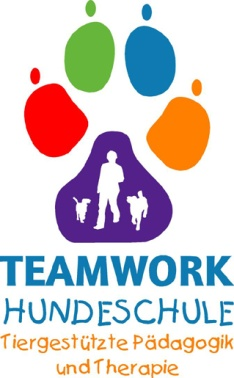 TEAMWORK
HUNDESCHULE
Tiergestützte Pädagogik
und Therapie